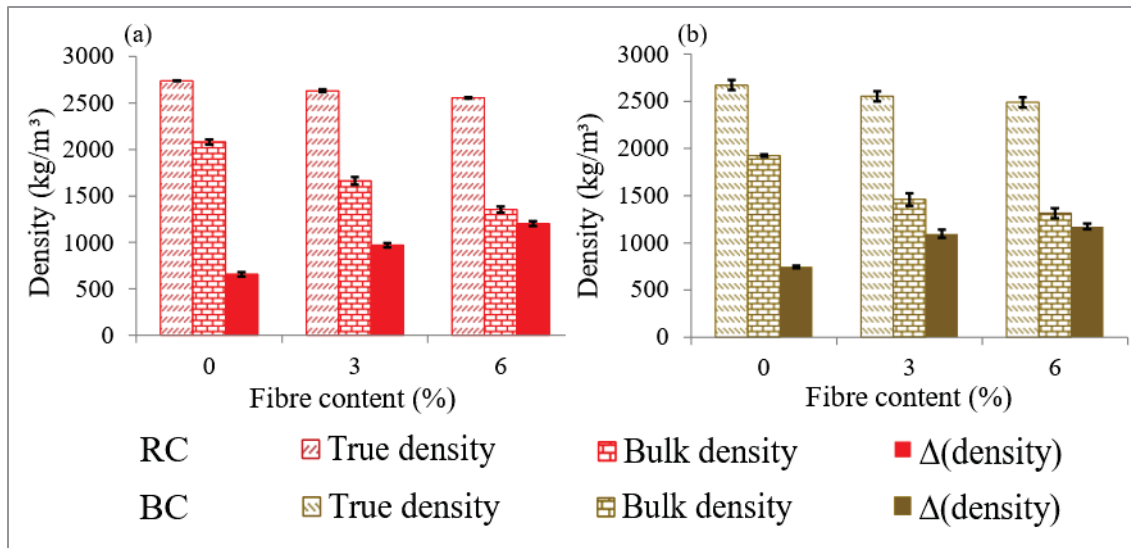 (a)
Density (kg/m³)
3000
2500
2000
1500
1000
500
0
0 3 6
Fibre content (%)
(b)
Density (kg/m³)
3000
2500
2000
1500
1000
500
0
0 3 6
Fibre content (%)
RC True density Bulk density Δ(density)
BC True density Bulk density Δ(density)